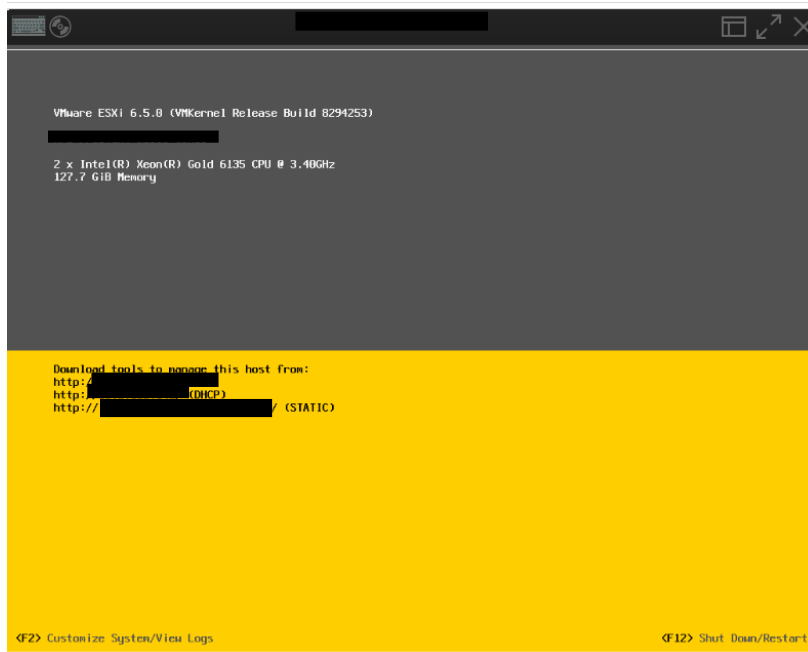 VMware ESXi 6.5.0 (VMKernel Release Build 8294253)
2 x Intel(R) Xeon(R) Gold 6135 CPU @ 3.40GHz
127.7 GiB Memory
Download tools to manage this host from:
http:/
http:/ (DHCP)
http:// / (STATIC)
<F2> Customize System/View Logs
<F12> Shut Down/Restart